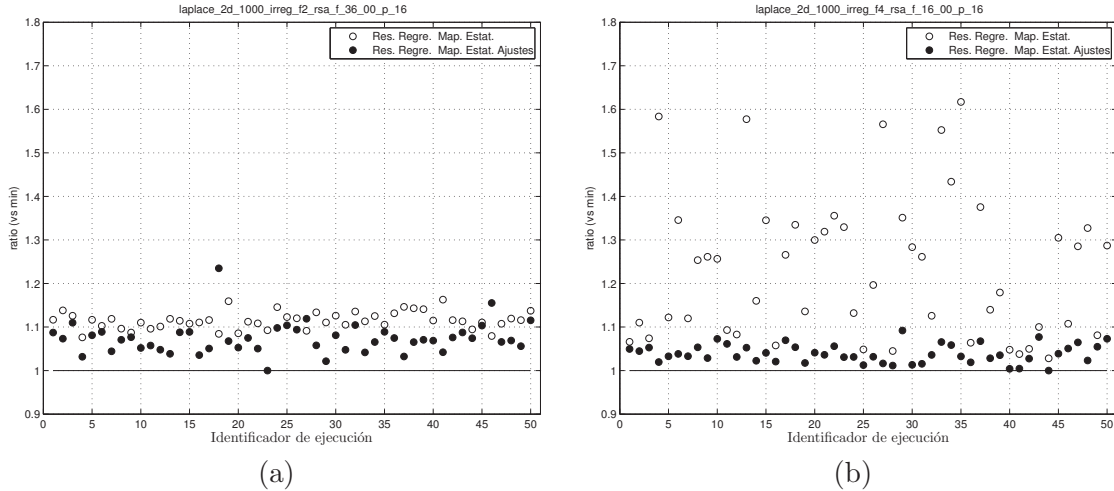 laplace_2d_1000_irreg_f2_rsa_f_36_00_p_16
1.8
1.7
1.6
1.5
1.4
1.3
1.2
1.1
1
0.9
ratio (vs min)
Res. Regre. Map. Estat.
Res. Regre. Map. Estat. Ajustes
0 5 10 15 20 25 30 35 40 45 50
Identificador de ejecución
(a)
laplace_2d_1000_irreg_f4_rsa_f_16_00_p_16
1.8
1.7
1.6
1.5
1.4
1.3
1.2
1.1
1
0.9
ratio (vs min)
Res. Regre. Map. Estat.
Res. Regre. Map. Estat. Ajustes
0 5 10 15 20 25 30 35 40 45 50
Identificador de ejecución
(b)